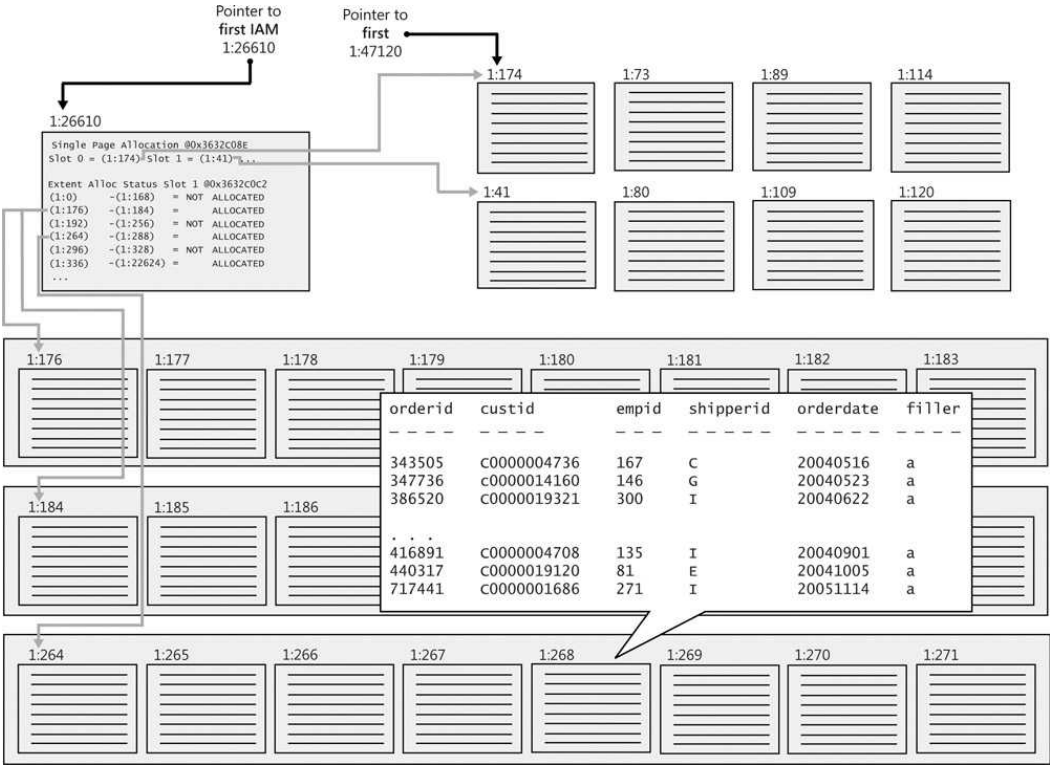 Pointer to
first IAM
1:26610
Pointer to
first
1:47120
1:26610
Single Page Allocation @0x3632C08E
Slot 0 = (1:174) Slot 1 = (1:41) ...
Extent Alloc Status Slot 1 @0x3632C0C2
(1:0) -(1:168) = NOT ALLOCATED
(1:176) -(1:184) = ALLOCATED
(1:192) -(1:256) = NOT ALLOCATED
(1:264) -(1:288) = ALLOCATED
(1:296) -(1:328) = NOT ALLOCATED
(1:336) -(1:22624) = ALLOCATED
...
1:174 1:73 1:89 1:114
1:41 1:80 1:109 1:120
1:176 1:177 1:178 1:179 1:180 1:181 1:182 1:183
orderid custid empid shipperid orderdate filler
- - - - - - - - - - - - - - - - - - - - - - - -
343505 C0000004736 167 C 20040516 a
347736 C0000014160 146 G 20040523 a
386520 C0000019321 300 I 20040622 a
. . .
416891 C0000004708 135 I 20040901 a
440317 C0000019120 81 E 20041005 a
717441 C0000001686 271 I 20051114 a
1:184 1:185 1:186
1:264 1:265 1:266 1:267 1:268 1:269 1:270 1:271